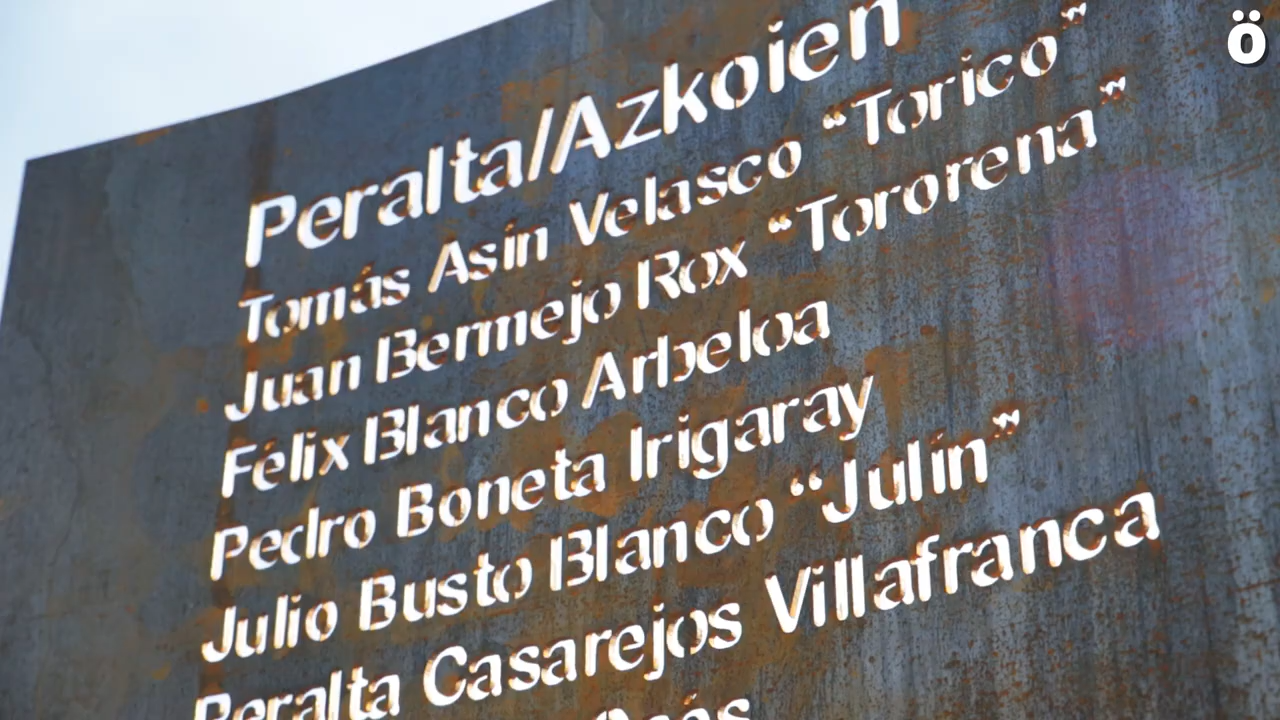 ö
Peralta/Azkoien
Tomás Asín Velasco “Torico”
Juan Bermejo Rox “Tororena”
Félix Blanco Arbeloa
Pedro Boneta Irigaray
Julio Busto Blanco “Julín”
Peralta Casarejos Villafranca
Osés